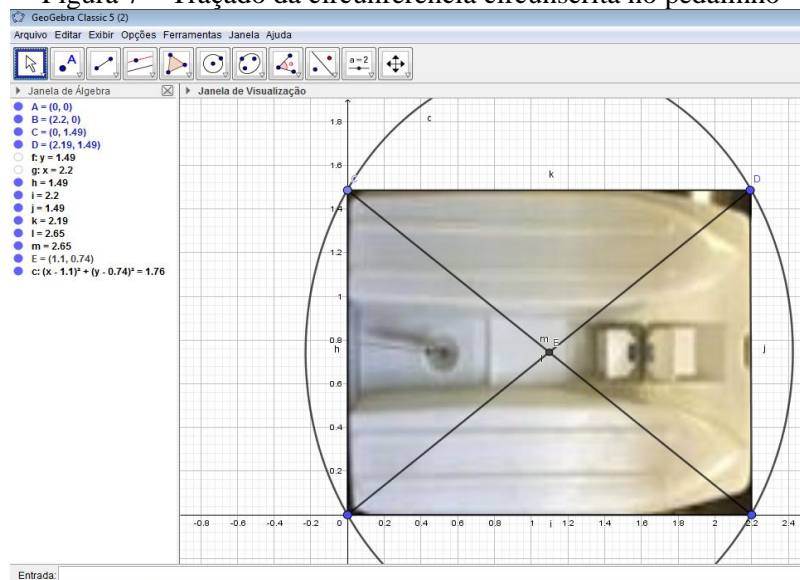 Figura 7 – Traçado da circunferência circunscrita no pedalinho
GeoGebra Classic 5 (2)
Arquivo Editar Exibir Opções Ferramentas Janela Ajuda
A
a=2
Janela de Álgebra
Janela de Visualização
A = (0, 0)
B = (2.2, 0)
C = (0, 1.49)
D = (2.19, 1.49)
f: y = 1.49
g: x = 2.2
h = 1.49
i = 2.2
j = 1.49
k = 2.19
l = 2.65
m = 2.65
E = (1.1, 0.74)
c: (x - 1.1)² + (y - 0.74)² = 1.76
c
1.8
1.6
k
C
D
1.4
1.2
1
0.8
m E
h
l
j
0.6
0.4
0.2
-0.8 -0.6 -0.4 -0.2 0 0.2 0.4 0.6 0.8 1 i 1.2 1.4 1.6 1.8 2 2.2 2.4
Entrada: